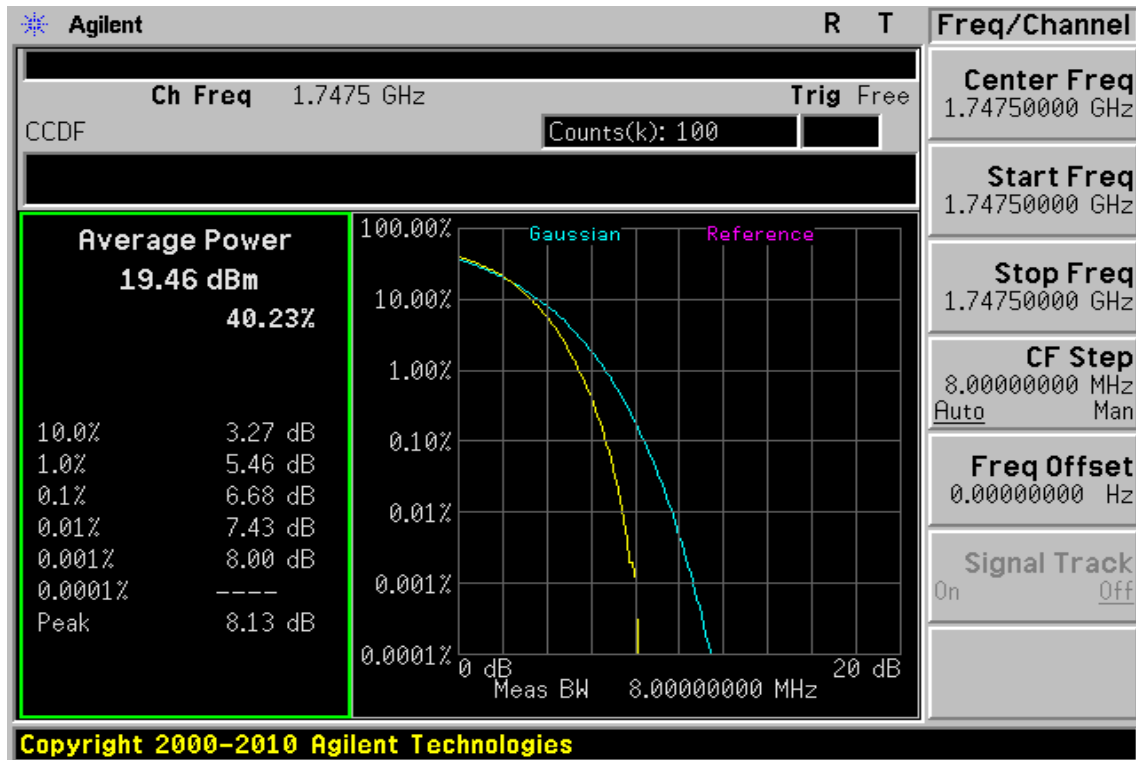 Agilent
R T
Freq/Channel
Ch Freq 1.7475 GHz
Trig Free
CCDF
Counts(k): 100
Average Power
19.46 dBm
40.23%
10.0% 3.27 dB
1.0% 5.46 dB
0.1% 6.68 dB
0.01% 7.43 dB
0.001% 8.00 dB
0.0001% ----
Peak 8.13 dB
Gaussian
Reference
100.00%
10.00%
1.00%
0.10%
0.01%
0.001%
0.0001%
0 dB
20 dB
Meas BW 8.00000000 MHz
Center Freq
1.74750000 GHz
Start Freq
1.74750000 GHz
Stop Freq
1.74750000 GHz
CF Step
8.00000000 MHz
Auto Man
Freq Offset
0.00000000 Hz
Signal Track
On Off
Copyright 2000-2010 Agilent Technologies